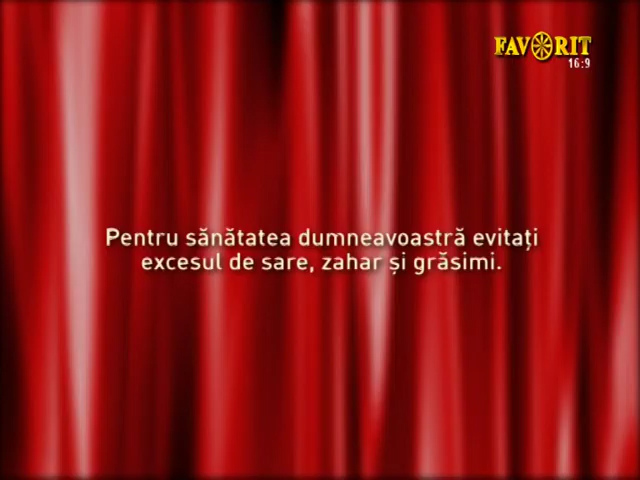 FAVORIT
16:9
Pentru sănătatea dumneavoastră evitați
excesul de sare, zahar și grăsimi.